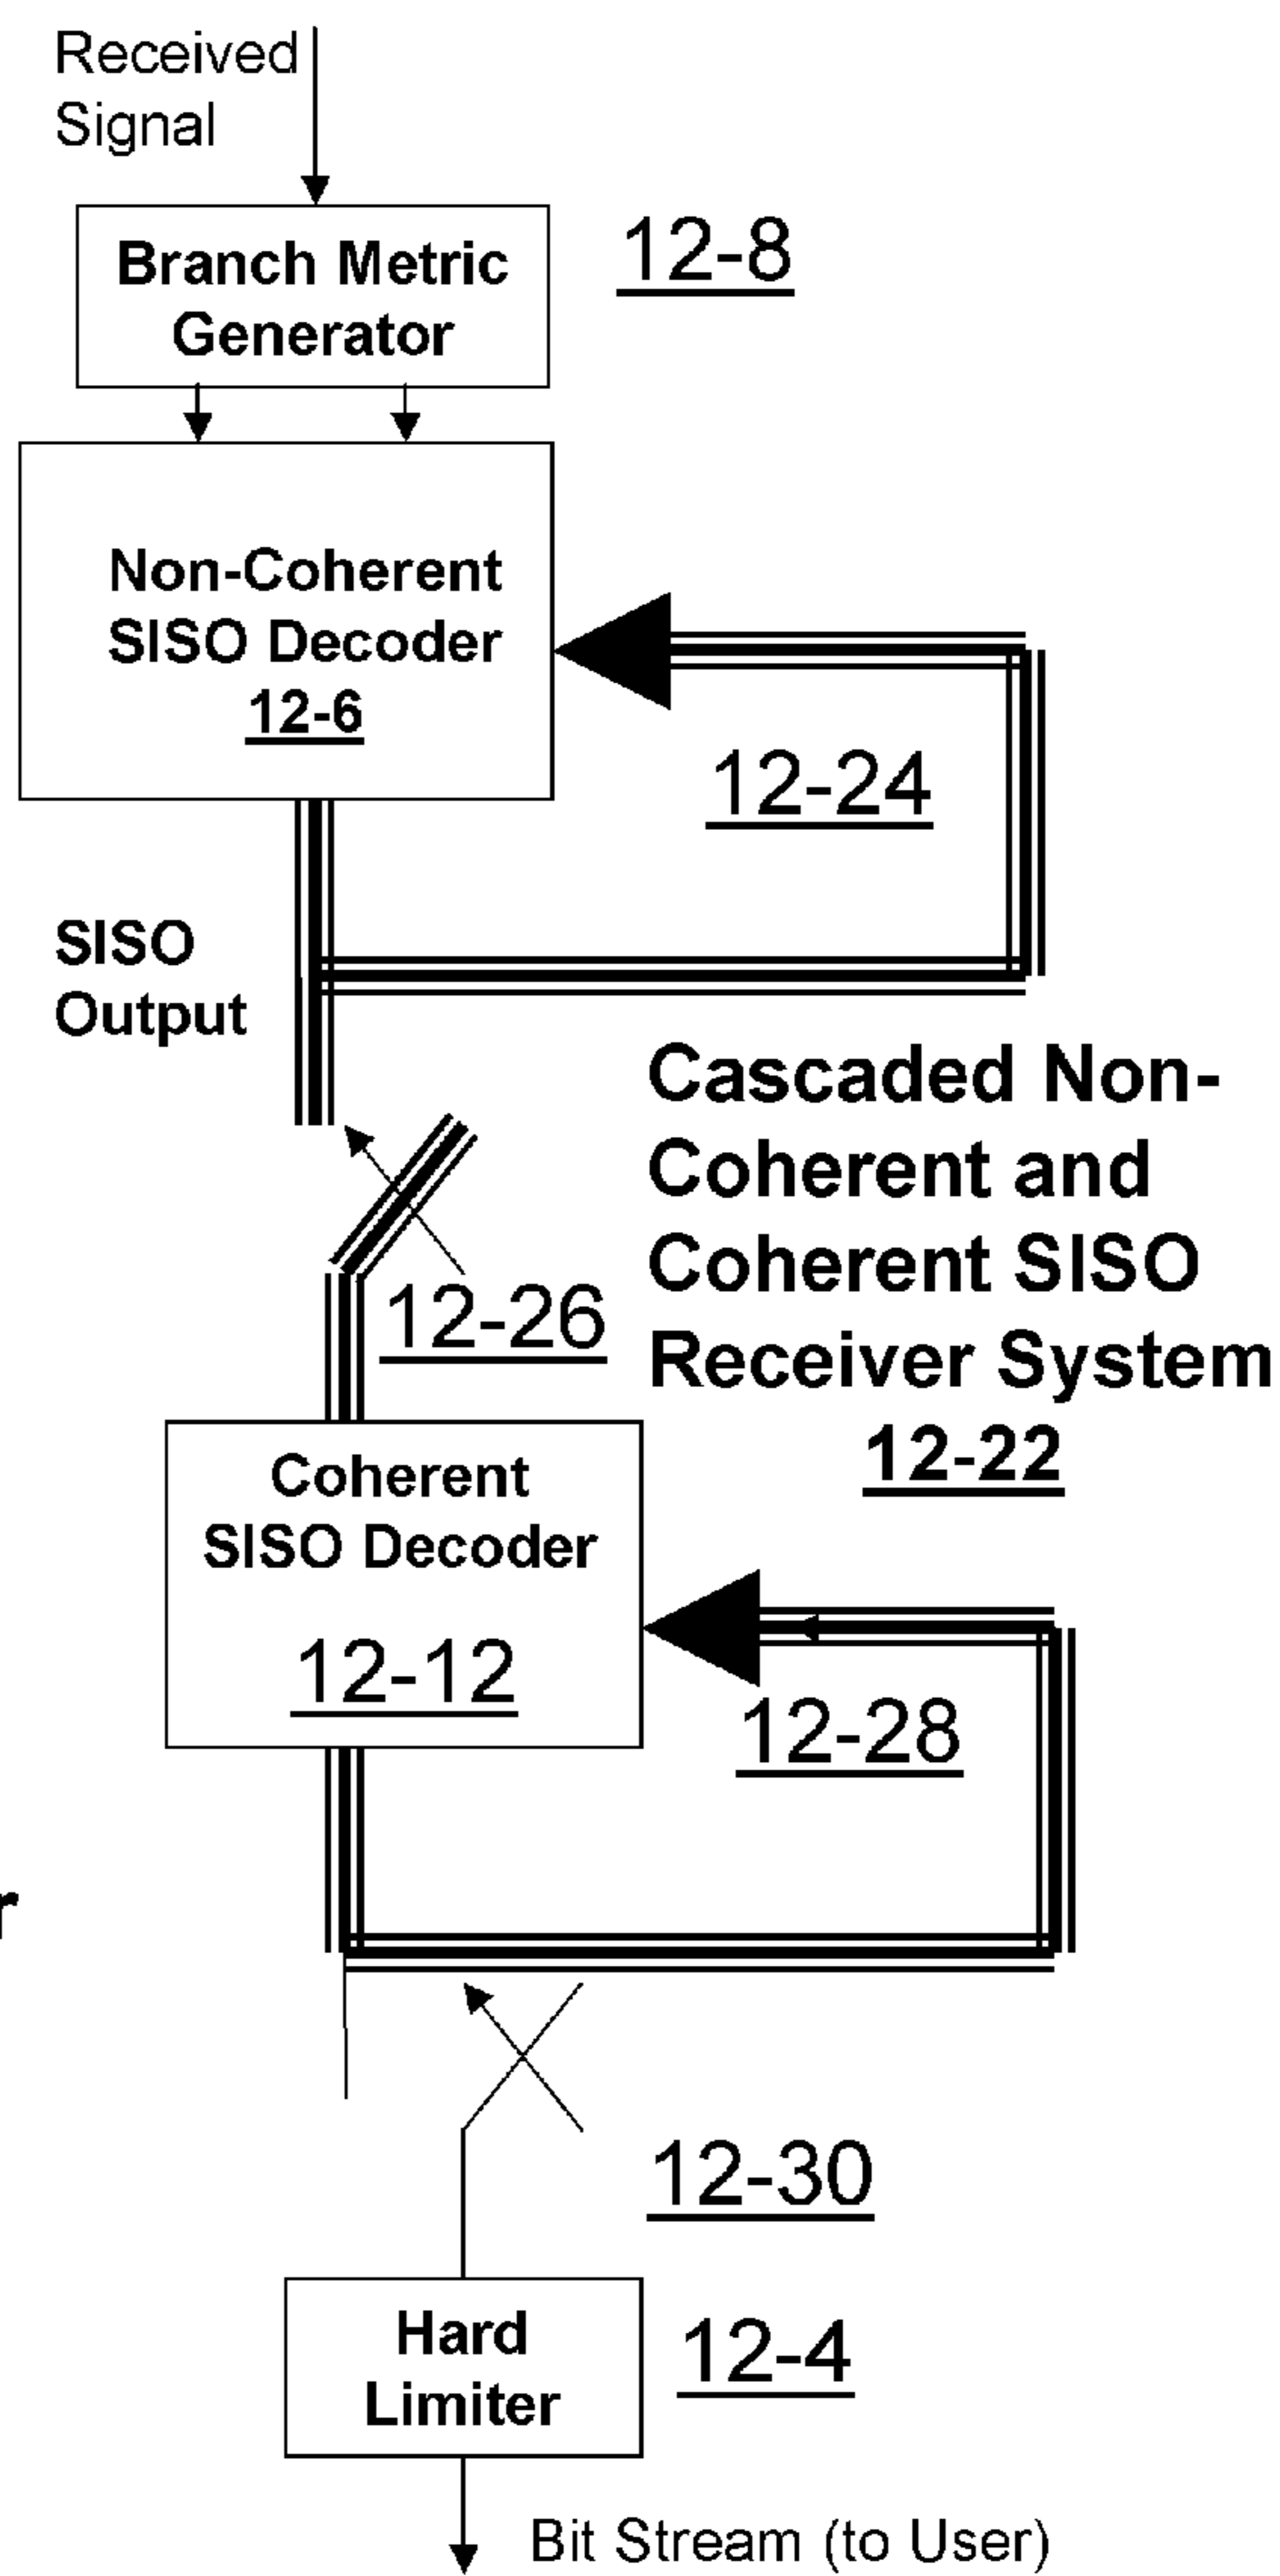 Received
Signal
Branch Metric
Generator
12-8
Non-Coherent
SISO Decoder
12-6
12-24
SISO
Output
Cascaded Non-
Coherent and
Coherent SISO
Receiver System
12-22
12-26
Coherent
SISO Decoder
12-12
12-28
r
12-30
Hard
Limiter
12-4
Bit Stream (to User)